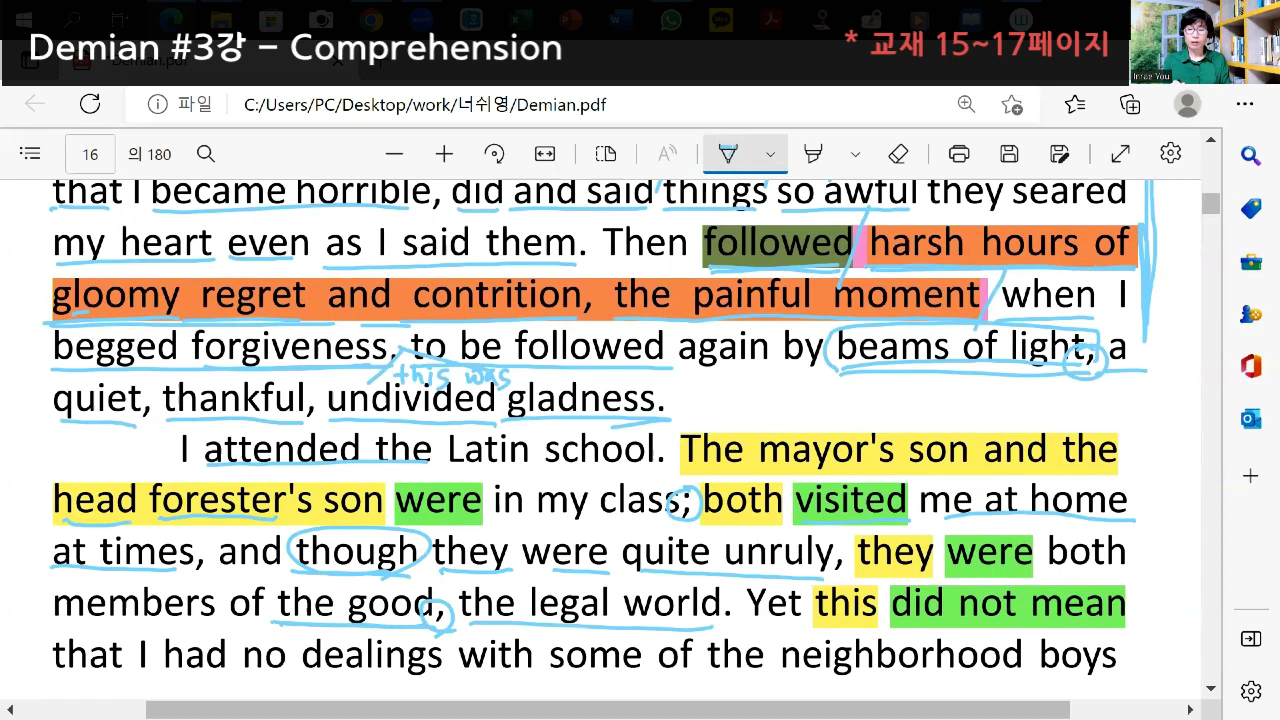 Demian #3강 – Comprehension
* 교재 15~17페이지
Inrae You
파일
C:/Users/PC/Desktop/work/너쉬영/Demian.pdf
16
의 180
that I became horrible, did and said things so awful they seared
my heart even as I said them. Then followed harsh hours of
gloomy regret and contrition, the painful moment when I
begged forgiveness, to be followed again by beams of light, a
this was
quiet, thankful, undivided gladness.
I attended the Latin school. The mayor's son and the
head forester's son were in my class; both visited me at home
at times, and though they were quite unruly, they were both
members of the good, the legal world. Yet this did not mean
that I had no dealings with some of the neighborhood boys